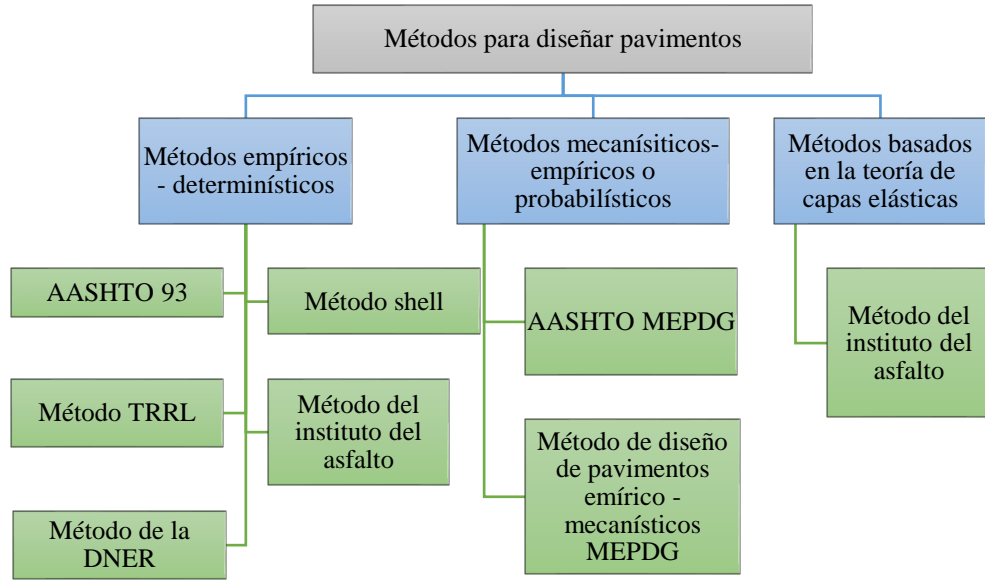 Métodos para diseñar pavimentos
Métodos empíricos
- determinísticos
Métodos mecanísiticos-
empíricos o
probabilísticos
Métodos basados
en la teoría de
capas elásticas
AASHTO 93
Método shell
Método TRRL
Método del
instituto del
asfalto
Método de la
DNER
AASHTO MEPDG
Método de diseño
de pavimentos
emírico -
mecanísticos
MEPDG
Método del
instituto del
asfalto